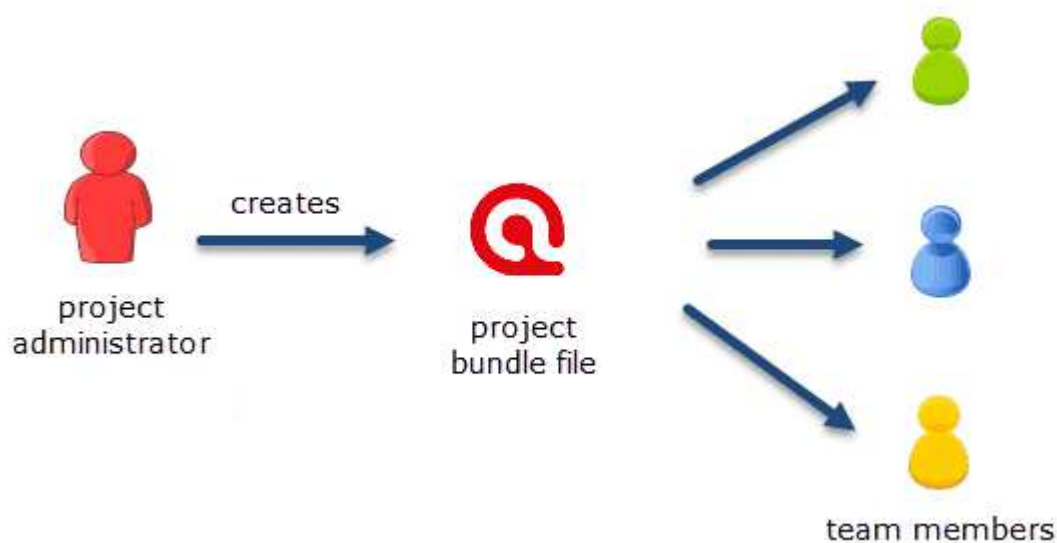 creates
project
administrator
project
bundle file
team members